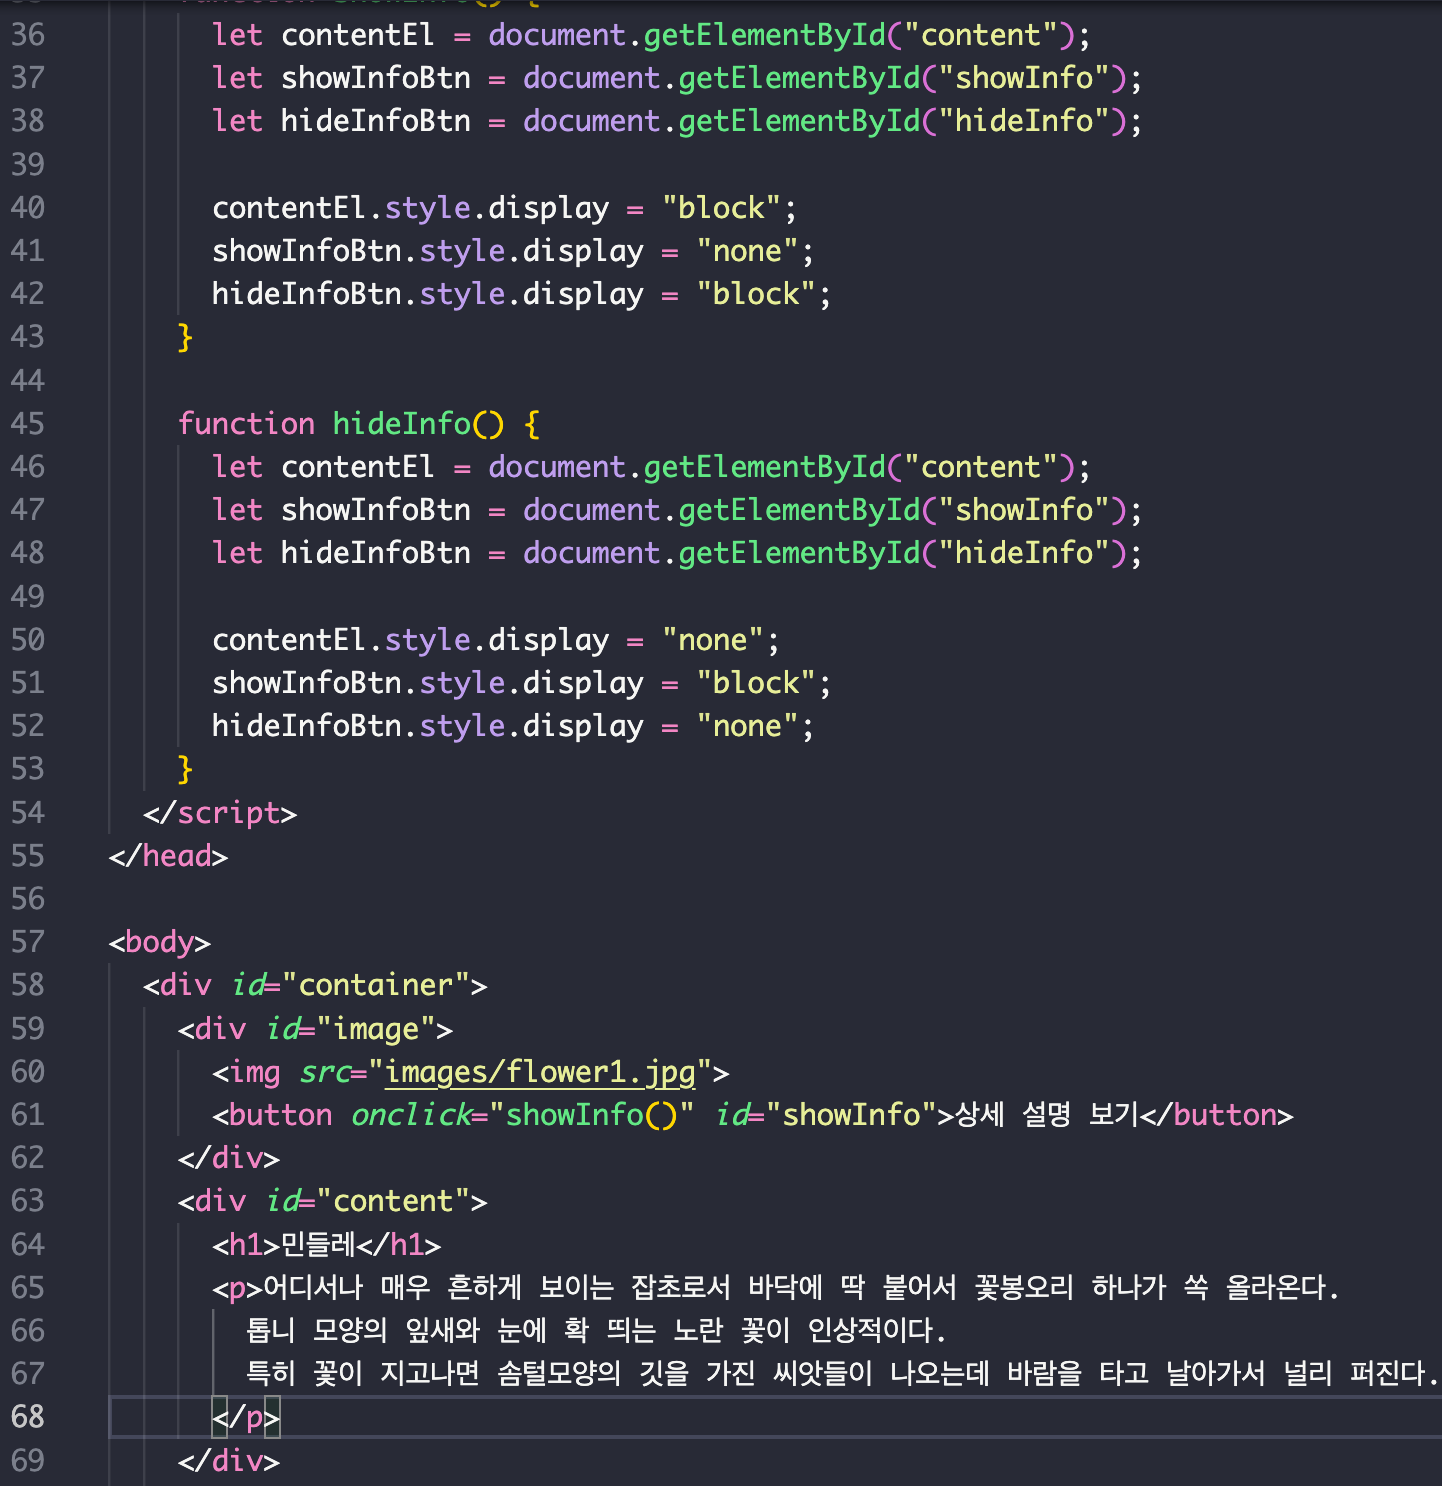 36 let contentEl = document.getElementById("content");
37 let showInfoBtn = document.getElementById("showInfo");
38 let hideInfoBtn = document.getElementById("hideInfo");
39
40 contentEl.style.display = "block";
41 showInfoBtn.style.display = "none";
42 hideInfoBtn.style.display = "block";
43 }
44
45 function hideInfo() {
46 let contentEl = document.getElementById("content");
47 let showInfoBtn = document.getElementById("showInfo");
48 let hideInfoBtn = document.getElementById("hideInfo");
49
50 contentEl.style.display = "none";
51 showInfoBtn.style.display = "block";
52 hideInfoBtn.style.display = "none";
53 }
54 </script>
55 </head>
56
57 <body>
58 <div id="container">
59 <div id="image">
60 <img src="images/flower1.jpg">
61 <button onclick="showInfo()" id="showInfo">상세 설명 보기</button>
62 </div>
63 <div id="content">
64 <h1>민들레</h1>
65 <p>어디서나 매우 흔하게 보이는 잡초로서 바닥에 딱 붙어서 꽃봉오리 하나가 쏙 올라온다.
66 톱니 모양의 잎새와 눈에 확 띄는 노란 꽃이 인상적이다.
67 특히 꽃이 지고나면 솜털모양의 깃을 가진 씨앗들이 나오는데 바람을 타고 날아가서 널리 퍼진다.
68 </p>
69 </div>